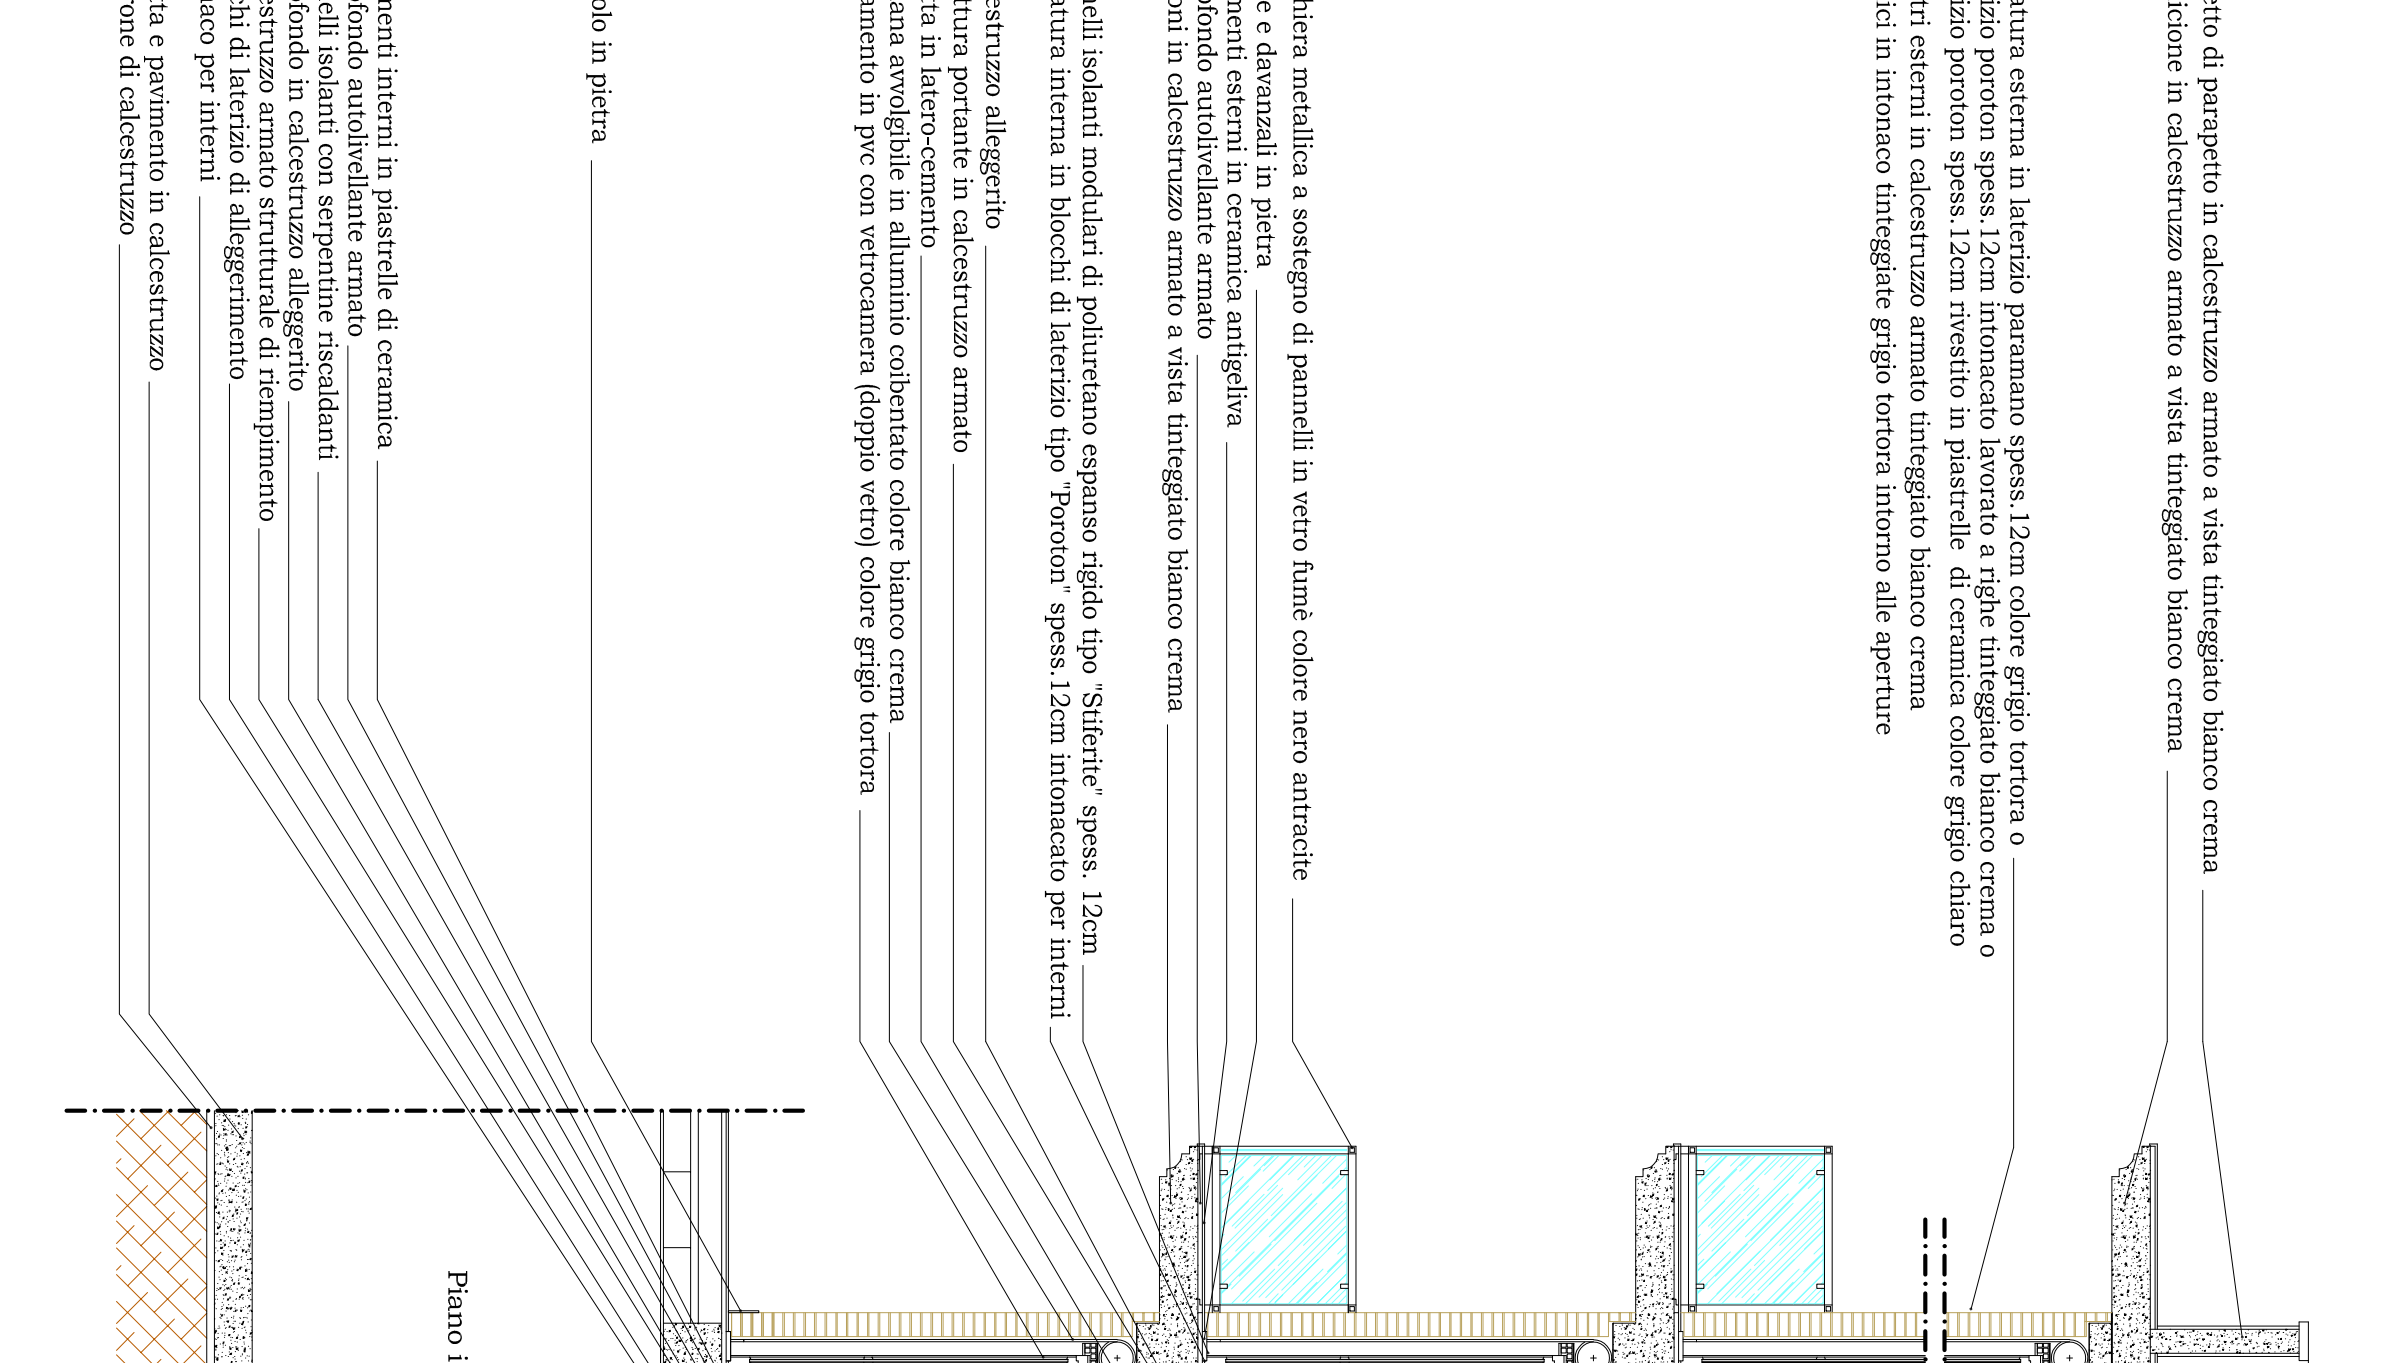 etto di parapetto in calcestruzzo armato a vista tinteggiato bianco crema
icione in calcestruzzo armato a vista tinteggiato bianco crema
atura esterna in laterizio paramano spess.12cm colore grigio tortora o
izio poroton spess.12cm intonacato lavorato a righe tinteggiato bianco crema o
izio poroton spess.12cm rivestito in piastrelle di ceramica colore grigio chiaro
tri esterni in calcestruzzo armato tinteggiato bianco crema
ici in intonaco tinteggiate grigio tortora intorno alle aperture
hiera metallica a sostegno di pannelli in vetro fumè colore nero antracite
e e davanzali in pietra
menti esterni in ceramica antigeliva
ofondo autolivellante armato
oni in calcestruzzo armato a vista tinteggiato bianco crema
nelli isolanti modulari di poliuretano espanso rigido tipo "Stiferite" spess. 12cm
atura interna in blocchi di laterizio tipo "Poroton" spess.12cm intonacato per interni
estruzzo alleggerito
ttura portante in calcestruzzo armato
eta in latero-cemento
ana avvolgibile in alluminio coibentato colore bianco crema
amento in pvc con vetrocamera (doppio vetro) colore grigio tortora
olo in pietra
menti interni in piastrelle di ceramica
ofondo autolivellante armato
elli isolanti con serpentine riscaldanti
ofondo in calcestruzzo alleggerito
estruzzo armato strutturale di riempimento
chi di laterizio di alleggerimento
naco per interni
eta e pavimento in calcestruzzo
rone di calcestruzzo
Piano i